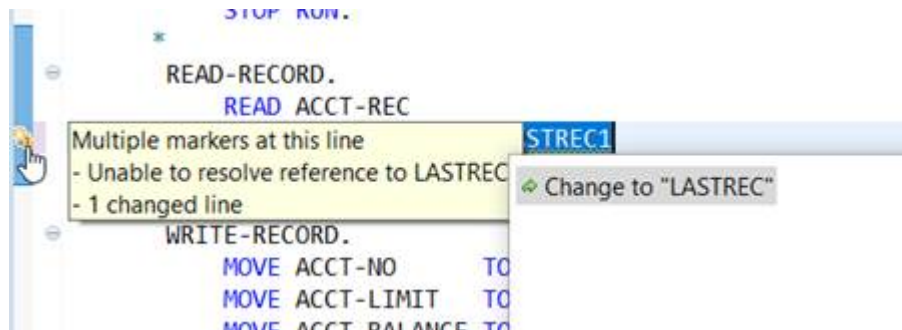 STOP RUN.
*
READ-RECORD.
READ ACCT-REC
STREC1
Multiple markers at this line
- Unable to resolve reference to LASTREC
- 1 changed line
Change to "LASTREC"
WRITE-RECORD.
MOVE ACCT-NO TO
MOVE ACCT-LIMIT TO
MOVE ACCT-BALANCE TO